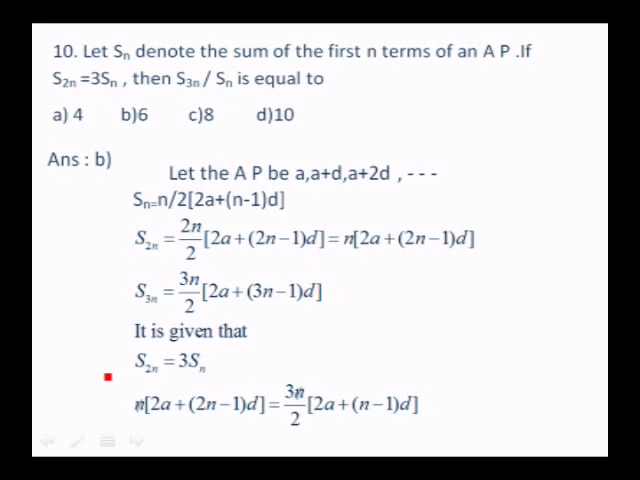 10. Let Sn denote the sum of the first n terms of an A P .If
S2n =3Sn , then S3n / Sn is equal to
a) 4 b)6 c)8 d)10
Ans : b)
Let the A P be a,a+d,a+2d , - - -
Sn=n/2[2a+(n-1)d]
S2n = 2n/2 [2a+(2n−1)d] = n[2a+(2n−1)d]
S3n = 3n/2 [2a+(3n−1)d]
It is given that
S2n = 3Sn
n[2a+(2n−1)d] = 3n/2 [2a+(n−1)d]